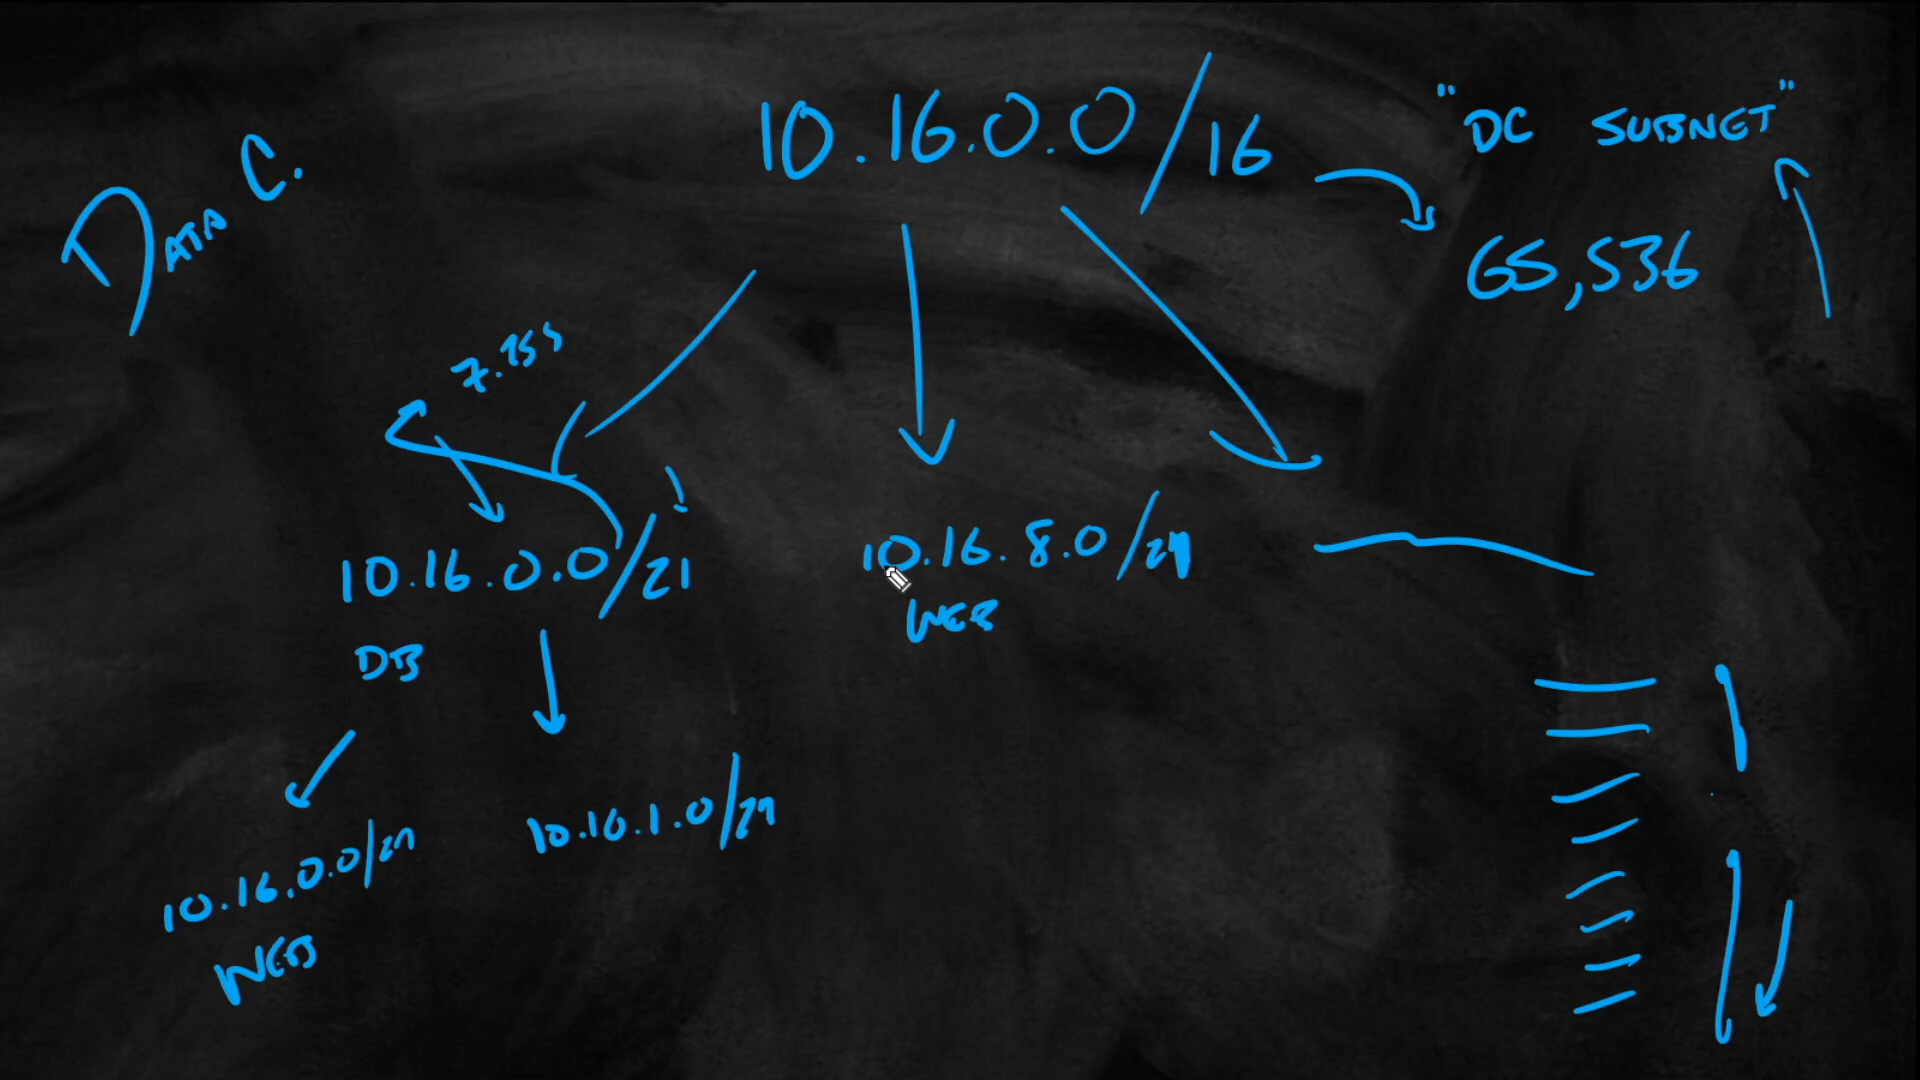 10.16.0.0/16
"DC SUBNET"
DATA C.
65,536
7.255
10.16.0.0/21
10.16.8.0/21
DB
WEB
10.16.1.0/24
10.16.0.0/24
WEB